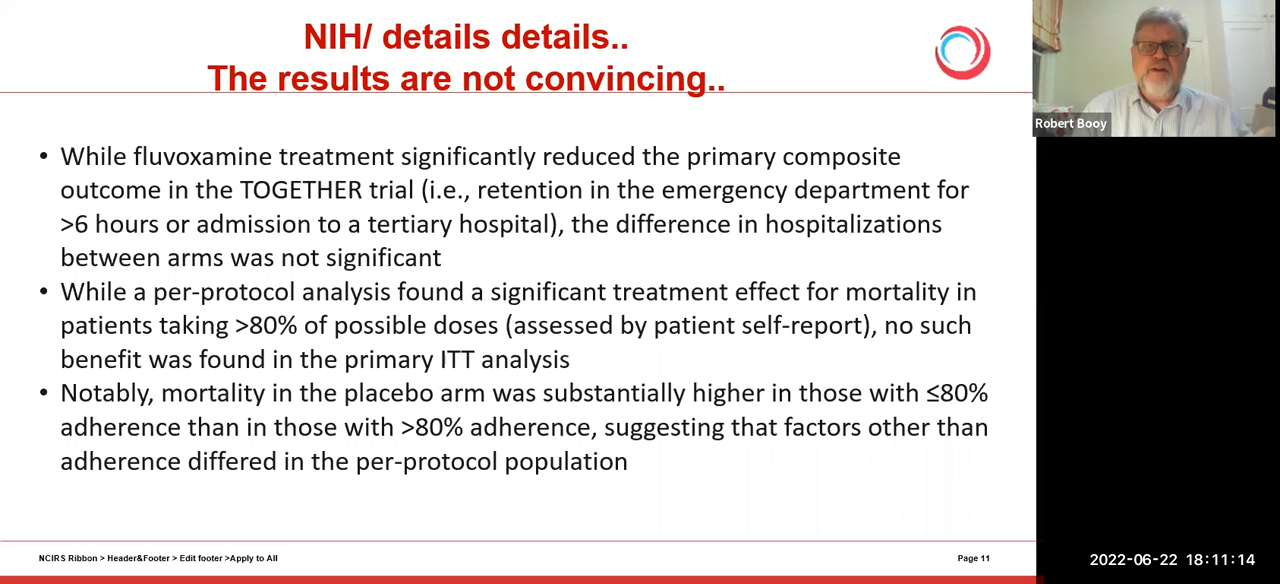 NIH/ details details..
The results are not convincing..
Robert Booy
• While fluvoxamine treatment significantly reduced the primary composite
outcome in the TOGETHER trial (i.e., retention in the emergency department for
>6 hours or admission to a tertiary hospital), the difference in hospitalizations
between arms was not significant
• While a per-protocol analysis found a significant treatment effect for mortality in
patients taking >80% of possible doses (assessed by patient self-report), no such
benefit was found in the primary ITT analysis
• Notably, mortality in the placebo arm was substantially higher in those with ≤80%
adherence than in those with >80% adherence, suggesting that factors other than
adherence differed in the per-protocol population
NCIRS Ribbon > Header&Footer > Edit footer >Apply to All
Page 11
2022-06-22 18:11:14